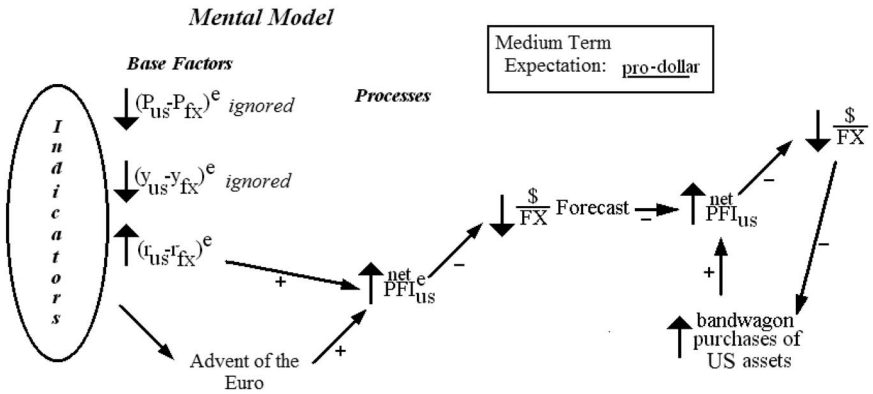 Mental Model
Medium Term
Expectation: pro-dollar
Base Factors
Processes
Indicators
(Pus-Pfx)e ignored
(yus-yfx)e ignored
(rus-rfx)e
+
Advent of the
Euro
+
net
PFIeus
−
$
FX Forecast
−
net
PFIus
−
$
FX
−
+
bandwagon
purchases of
US assets